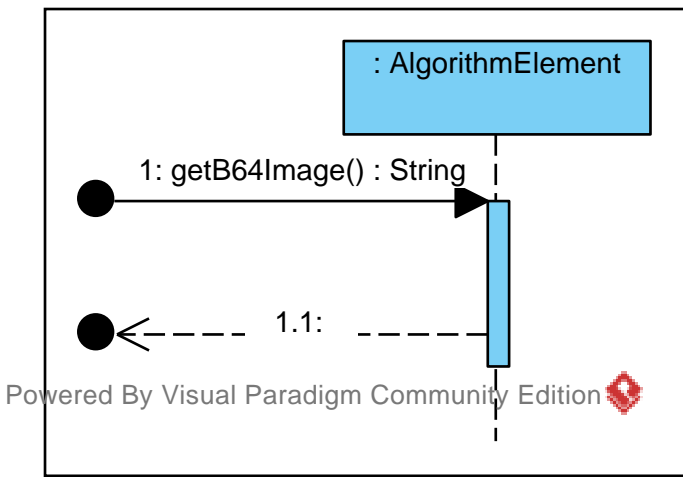 : AlgorithmElement
1: getB64Image() : String
1.1:
Powered By Visual Paradigm Community Edition